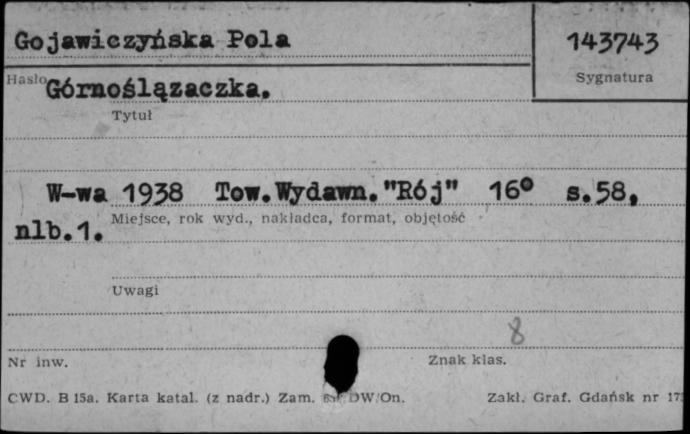 Gojawiczyńska Pola
143743
Hasło
Sygnatura
Górnoślązaczka.
Tytuł
W-wa 1938 Tow.Wydawn."Rój" 16° s.58,
Miejsce, rok wyd., nakładca, format, objętość
nlb.1.
Uwagi
8
Nr inw.
Znak klas.
CWD. B 15a. Karta katal. (z nadr.) Zam. DW/On.
Zakł. Graf. Gdańsk nr